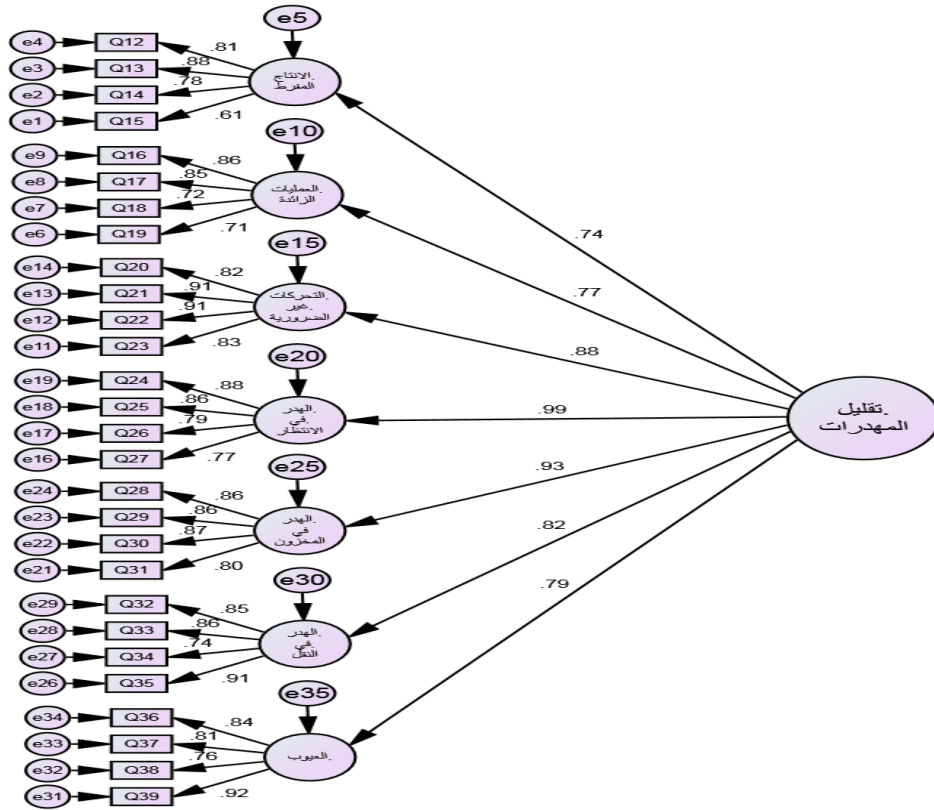 e5
e4 Q12 .81
e3 Q13 .88
e2 Q14 .78
e1 Q15 .61
الانتاج.
المفرط
e10
e9 Q16 .86
e8 Q17 .85
e7 Q18 .72
e6 Q19 .71
العمليات.
الزائدة
e15
e14 Q20 .82
e13 Q21 .91
e12 Q22 .91
e11 Q23 .83
التحركات.
غير.
الضرورية
e20
e19 Q24 .88
e18 Q25 .86
e17 Q26 .79
e16 Q27 .77
الهدر.
في
الانتظار
e25
e24 Q28 .86
e23 Q29 .86
e22 Q30 .87
e21 Q31 .80
الهدر.
في
المخزون
e30
e29 Q32 .85
e28 Q33 .86
e27 Q34 .74
e26 Q35 .91
الهدر.
في
النقل
e35
e34 Q36 .84
e33 Q37 .81
e32 Q38 .76
e31 Q39 .92
العيوب.
.74
.77
.88
.99
.93
.82
.79
تقليل.
المهدرات